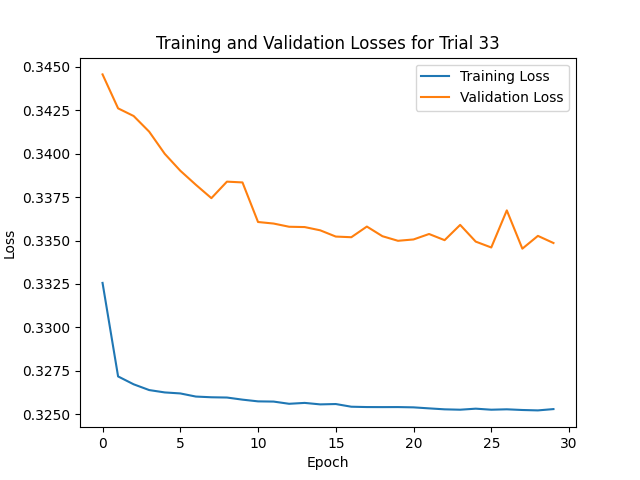 Training and Validation Losses for Trial 33
0.3450
0.3425
0.3400
0.3375
0.3350
0.3325
0.3300
0.3275
0.3250
Loss
Training Loss
Validation Loss
0 5 10 15 20 25 30
Epoch